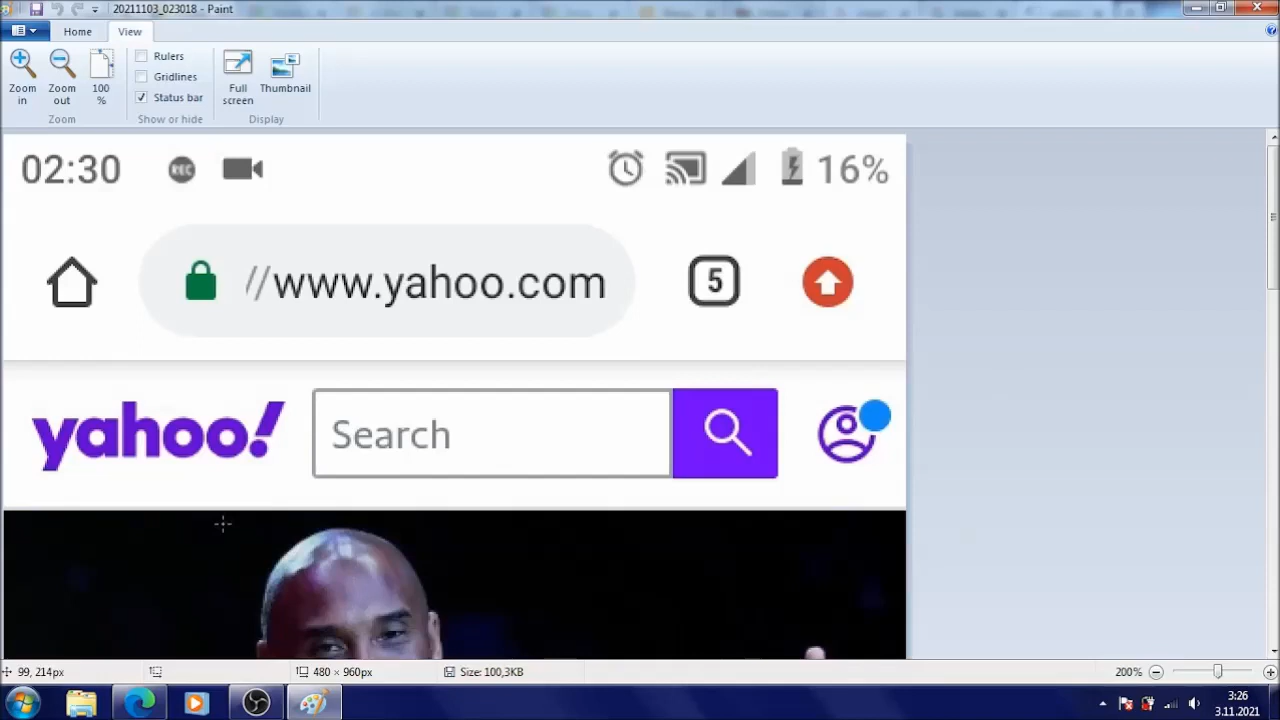 20211103_023018 - Paint
Home View
Zoom in
Zoom out
100 %
Rulers
Gridlines
Status bar
Full screen
Thumbnail
Zoom
Show or hide
Display
02:30 REC 16%
//www.yahoo.com 5
yahoo! Search
99, 214px 480 × 960px Size: 100,3KB 200%
3:26
3.11.2021